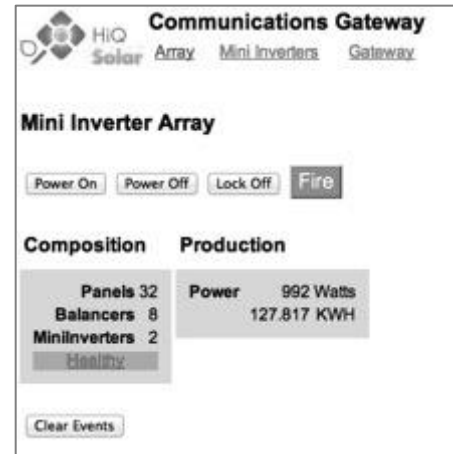 HiQ Solar
Communications Gateway
Array Mini Inverters Gateway
Mini Inverter Array
Power On Power Off Lock Off Fire
Composition Production
Panels 32 Power 992 Watts
Balancers 8 127.817 KWH
MiniInverters 2
Healthy
Clear Events